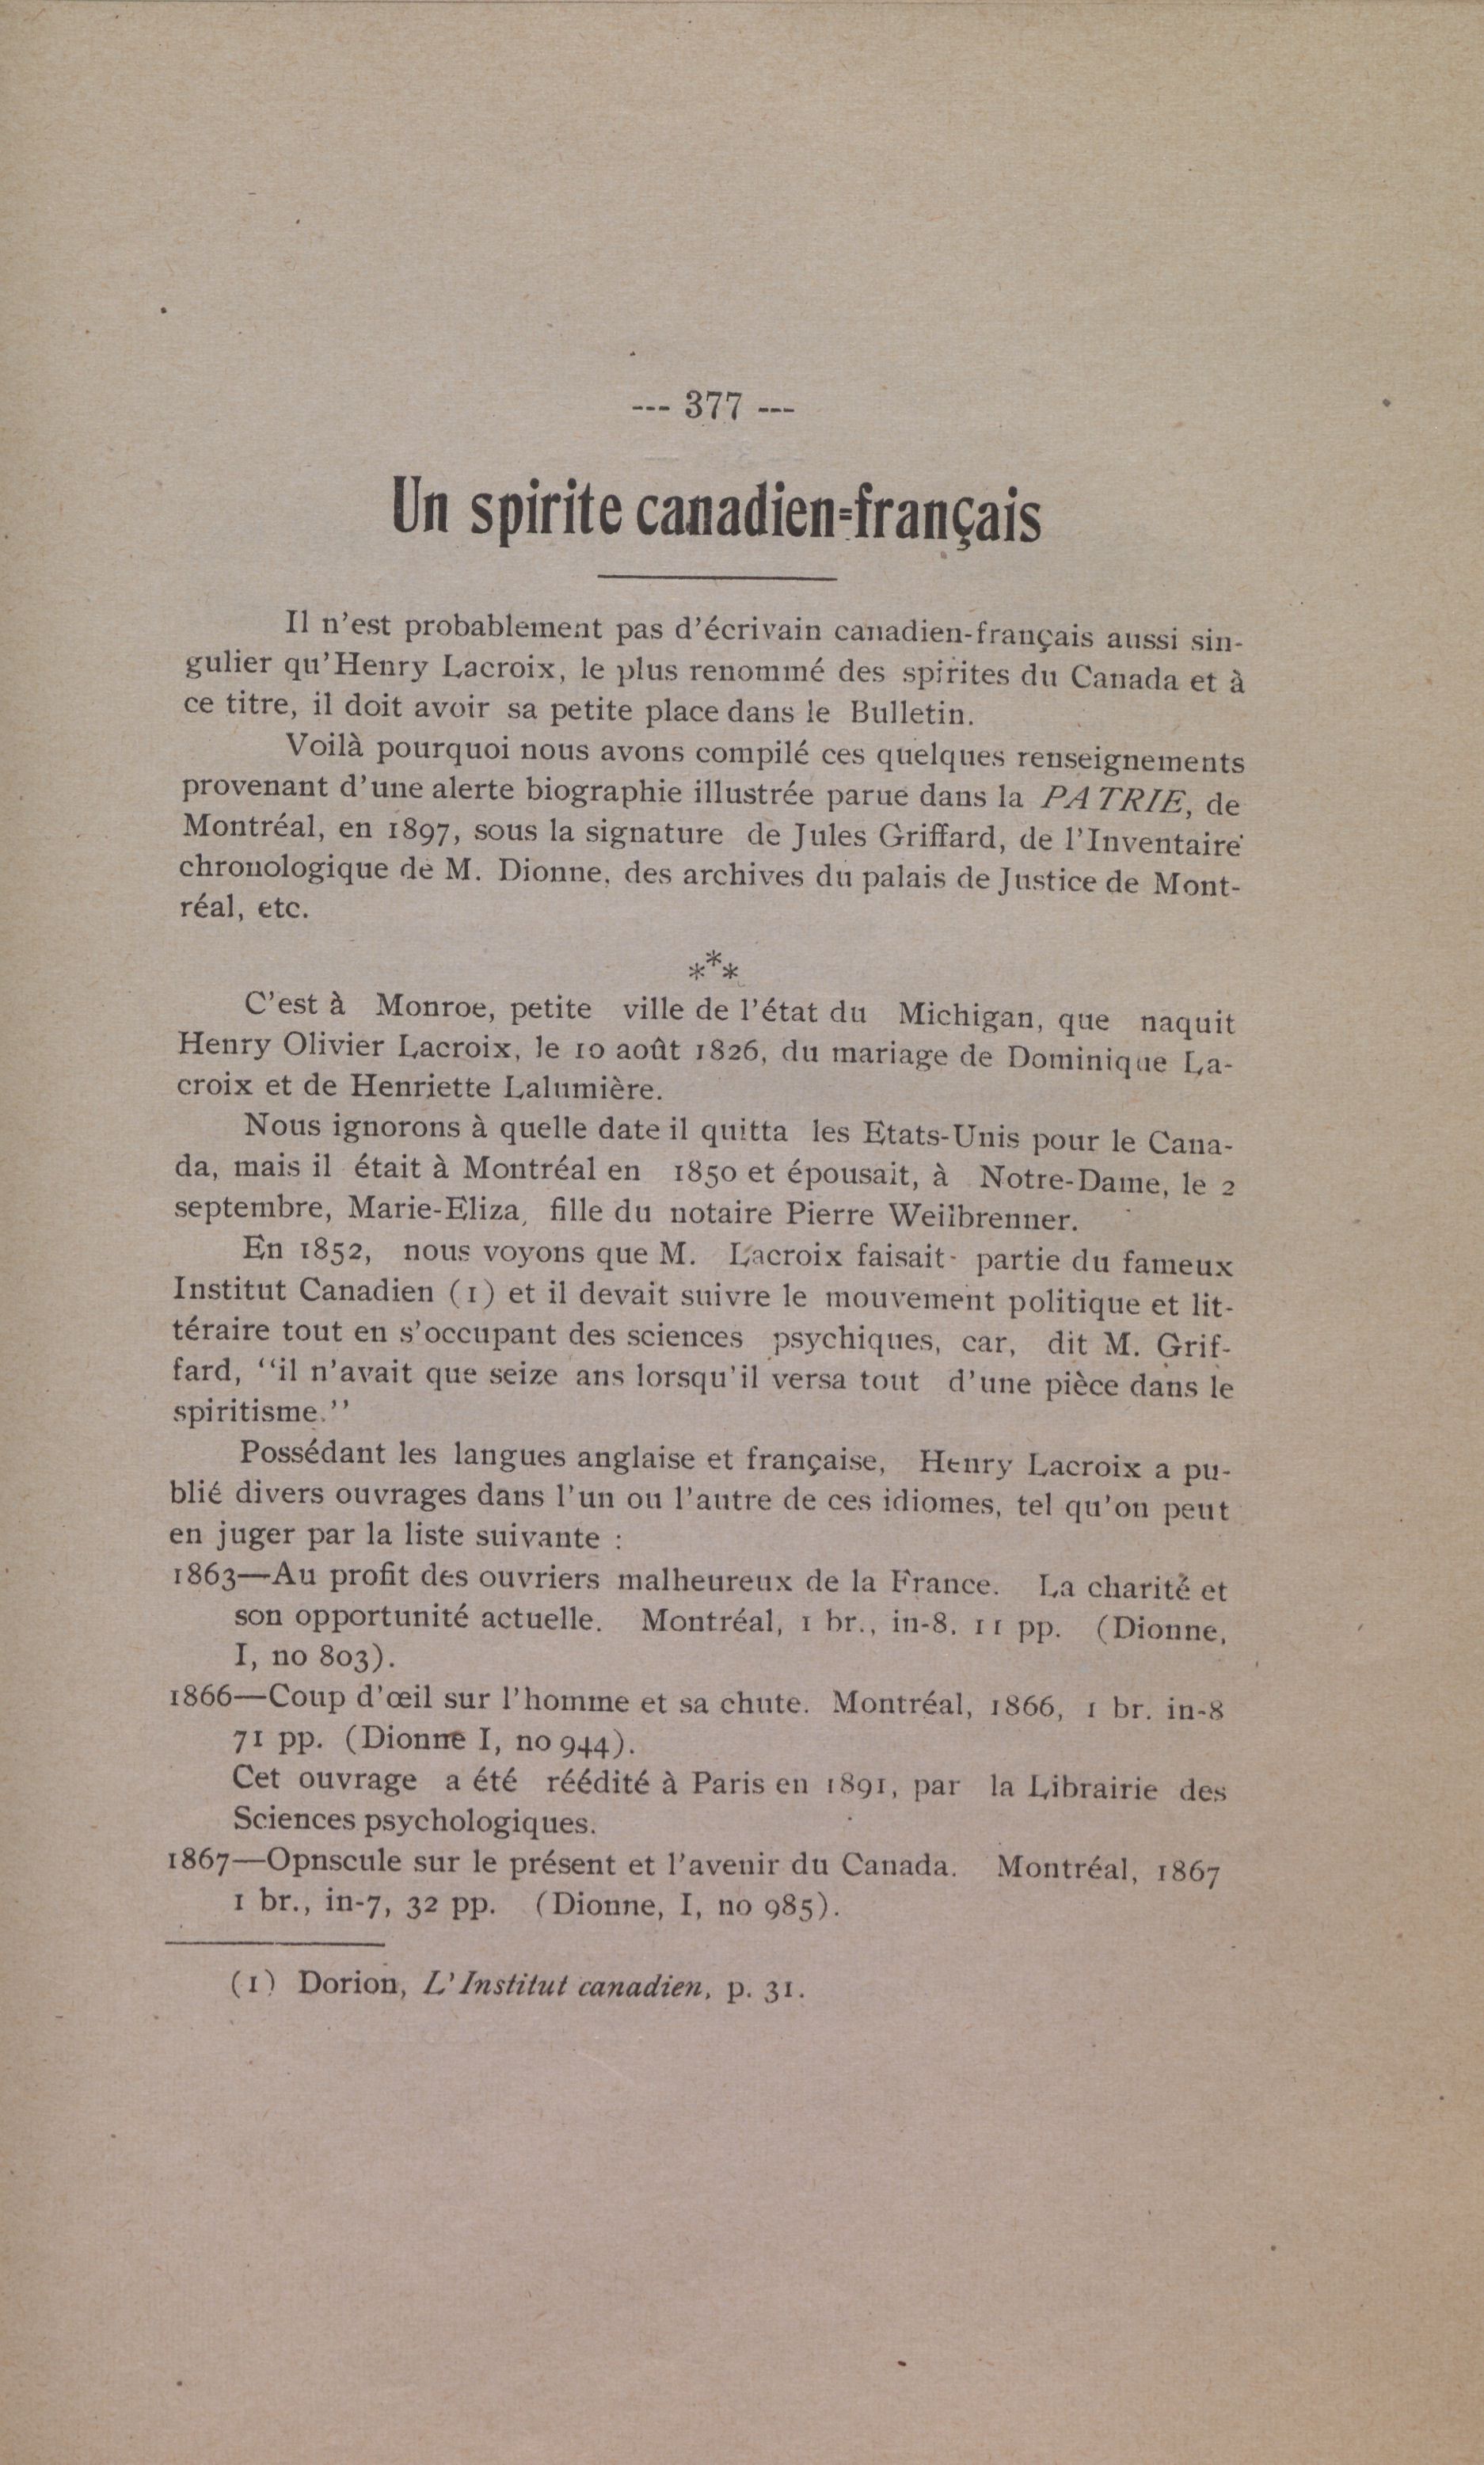 --- 377 ---
Un spirite canadien-français
Il n'est probablement pas d'écrivain canadien-français aussi sin-
gulier qu'Henry Lacroix, le plus renommé des spirites du Canada et à
ce titre, il doit avoir sa petite place dans le Bulletin.
Voilà pourquoi nous avons compilé ces quelques renseignements
provenant d'une alerte biographie illustrée parue dans la PATRIE, de
Montréal, en 1897, sous la signature de Jules Griffard, de l'Inventaire
chronologique de M. Dionne, des archives du palais de Justice de Mont-
réal, etc.
***
C'est à Monroe, petite ville de l'état du Michigan, que naquit
Henry Olivier Lacroix, le 10 août 1826, du mariage de Dominique La-
croix et de Henriette Lalumière.
Nous ignorons à quelle date il quitta les Etats-Unis pour le Cana-
da, mais il était à Montréal en 1850 et épousait, à Notre-Dame, le 2
septembre, Marie-Eliza, fille du notaire Pierre Weilbrenner.
En 1852, nous voyons que M. Lacroix faisait- partie du fameux
Institut Canadien (1) et il devait suivre le mouvement politique et lit-
téraire tout en s'occupant des sciences psychiques, car, dit M. Grif-
fard, "il n'avait que seize ans lorsqu'il versa tout d'une pièce dans le
spiritisme."
Possédant les langues anglaise et française, Henry Lacroix a pu-
blié divers ouvrages dans l'un ou l'autre de ces idiomes, tel qu'on peut
en juger par la liste suivante :
1863—Au profit des ouvriers malheureux de la France. La charité et
son opportunité actuelle. Montréal, 1 br., in-8. 11 pp. (Dionne,
I, no 803).
1866—Coup d'œil sur l'homme et sa chute. Montréal, 1866, 1 br. in-8
71 pp. (Dionne I, no 944).
Cet ouvrage a été réédité à Paris en 1891, par la Librairie des
Sciences psychologiques.
1867—Opnscule sur le présent et l'avenir du Canada. Montréal, 1867
1 br., in-7, 32 pp. (Dionne, I, no 985).
(1) Dorion, L'Institut canadien, p. 31.